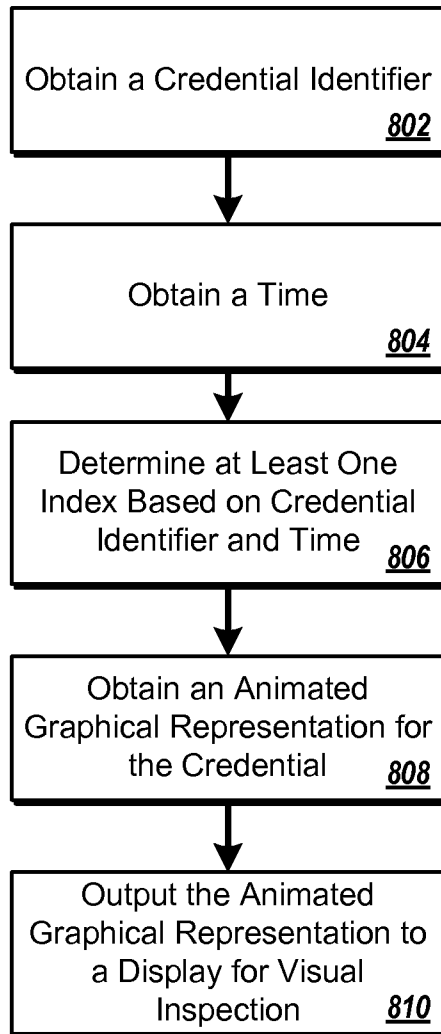 Obtain a Credential Identifier
802
Obtain a Time
804
Determine at Least One
Index Based on Credential
Identifier and Time
806
Obtain an Animated
Graphical Representation for
the Credential
808
Output the Animated
Graphical Representation to
a Display for Visual
Inspection
810